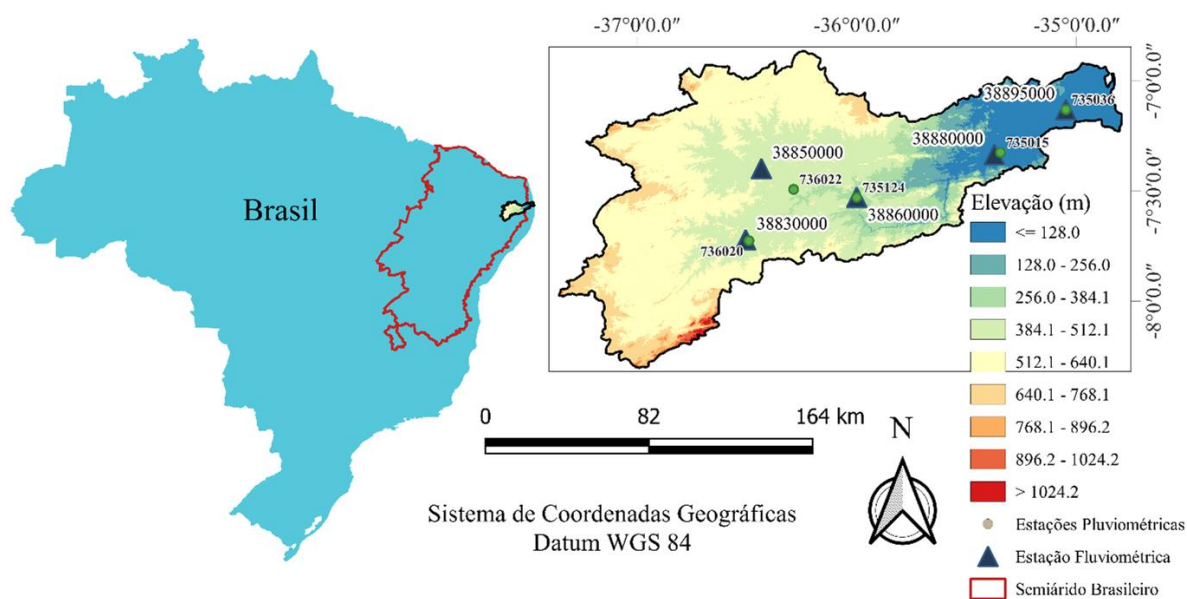 -37°0'0.0"
-36°0'0.0"
-35°0'0.0"
-7°0'0.0"
-7°30'0.0"
-8°0'0.0"
Brasil
38895000
735036
38880000
735015
38850000
736022
735124
38860000
38830000
736020
Elevação (m)
<= 128.0
128.0 - 256.0
256.0 - 384.1
384.1 - 512.1
512.1 - 640.1
640.1 - 768.1
768.1 - 896.2
896.2 - 1024.2
> 1024.2
Estações Pluviométricas
Estação Fluviométrica
Semiárido Brasileiro
0 82 164 km
N
Sistema de Coordenadas Geográficas
Datum WGS 84